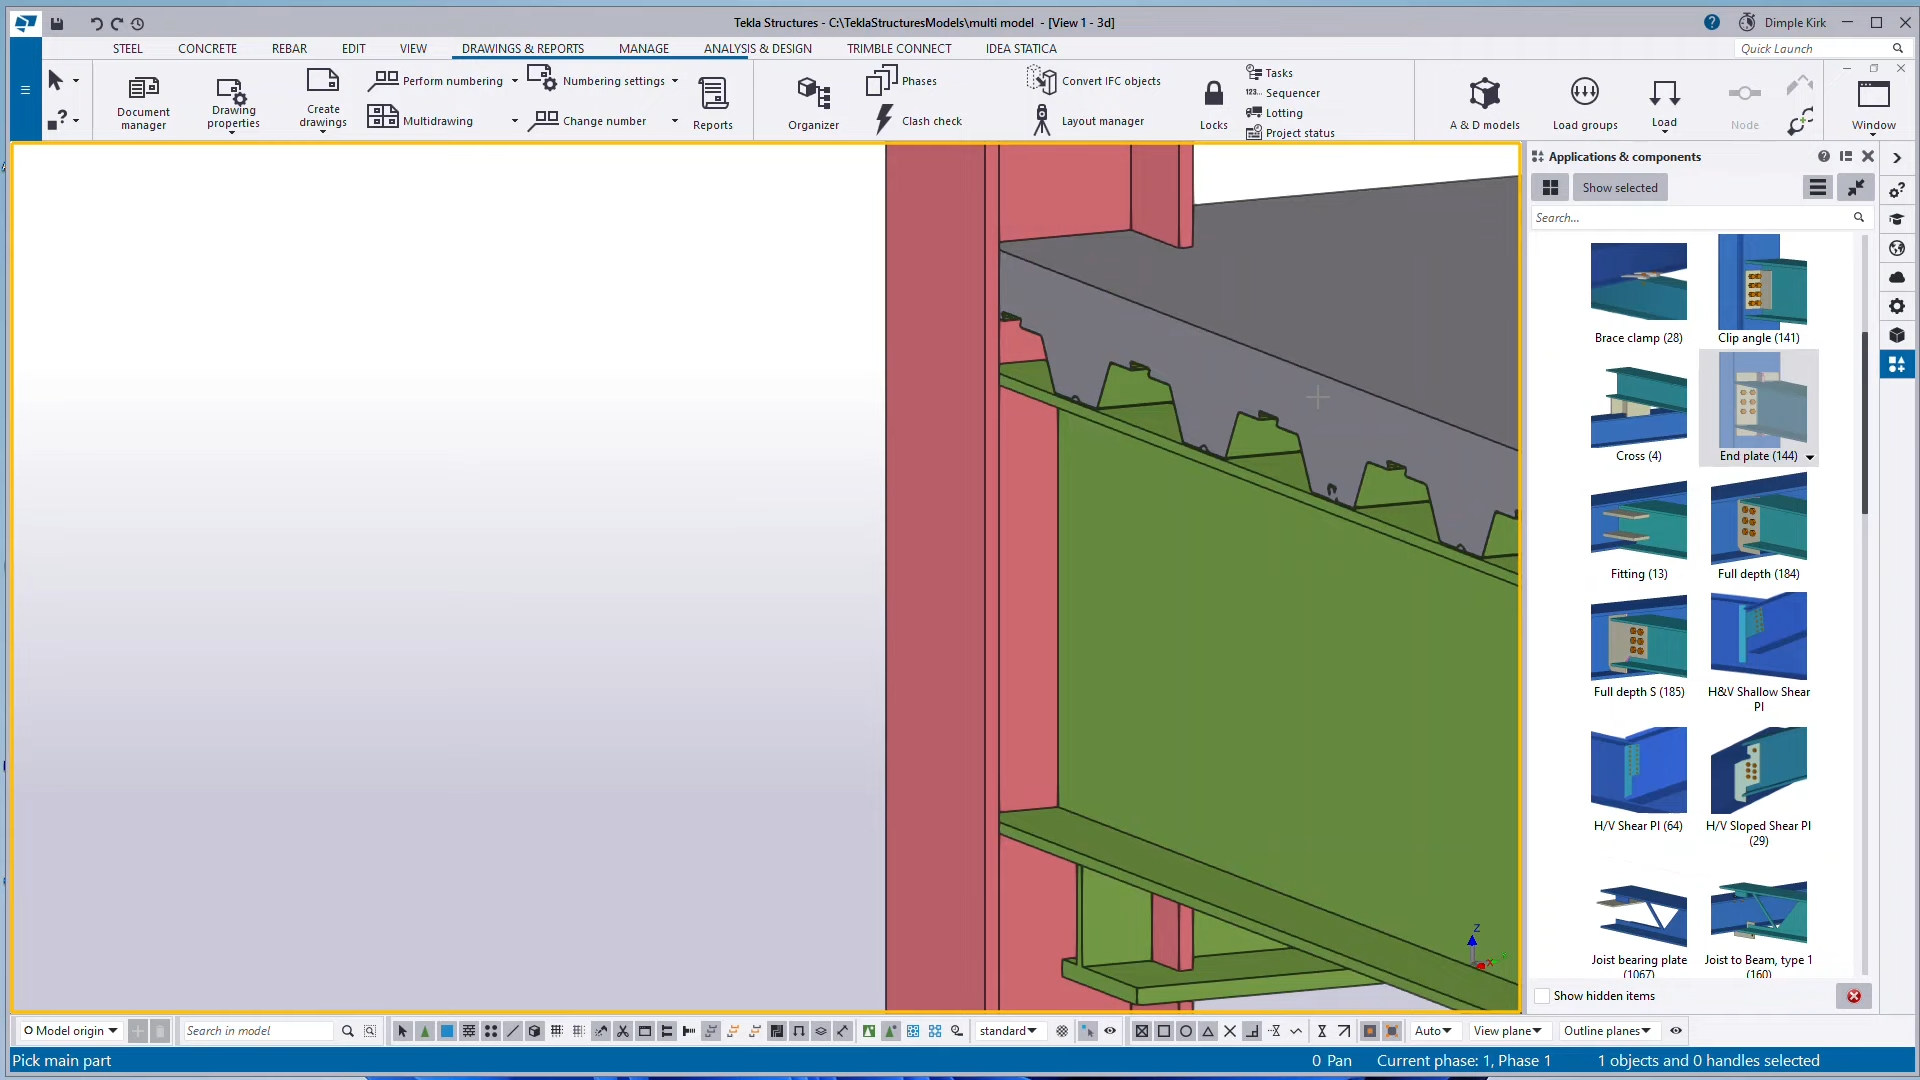 Tekla Structures - C:\TeklaStructuresModels\multi model - [View 1 - 3d]
Dimple Kirk
STEEL CONCRETE REBAR EDIT VIEW DRAWINGS & REPORTS MANAGE ANALYSIS & DESIGN TRIMBLE CONNECT IDEA STATICA
Quick Launch
Document manager
Drawing properties
Create drawings
Perform numbering
Multidrawing
Numbering settings
Change number
Reports
Organizer
Phases
Clash check
Convert IFC objects
Layout manager
Locks
Tasks
123... Sequencer
Lotting
Project status
A & D models
Load groups
Load
Node
Window
Applications & components
Show selected
Search...
Brace clamp (28)
Clip angle (141)
Cross (4)
End plate (144)
Fitting (13)
Full depth (184)
Full depth S (185)
H&V Shallow Shear Pl
H/V Shear Pl (64)
H/V Sloped Shear Pl (29)
Joist bearing plate (1067)
Joist to Beam, type 1 (160)
Show hidden items
Z
X
Model origin
Search in model
standard
Auto
View plane
Outline planes
Pick main part
0 Pan
Current phase: 1, Phase 1
1 objects and 0 handles selected